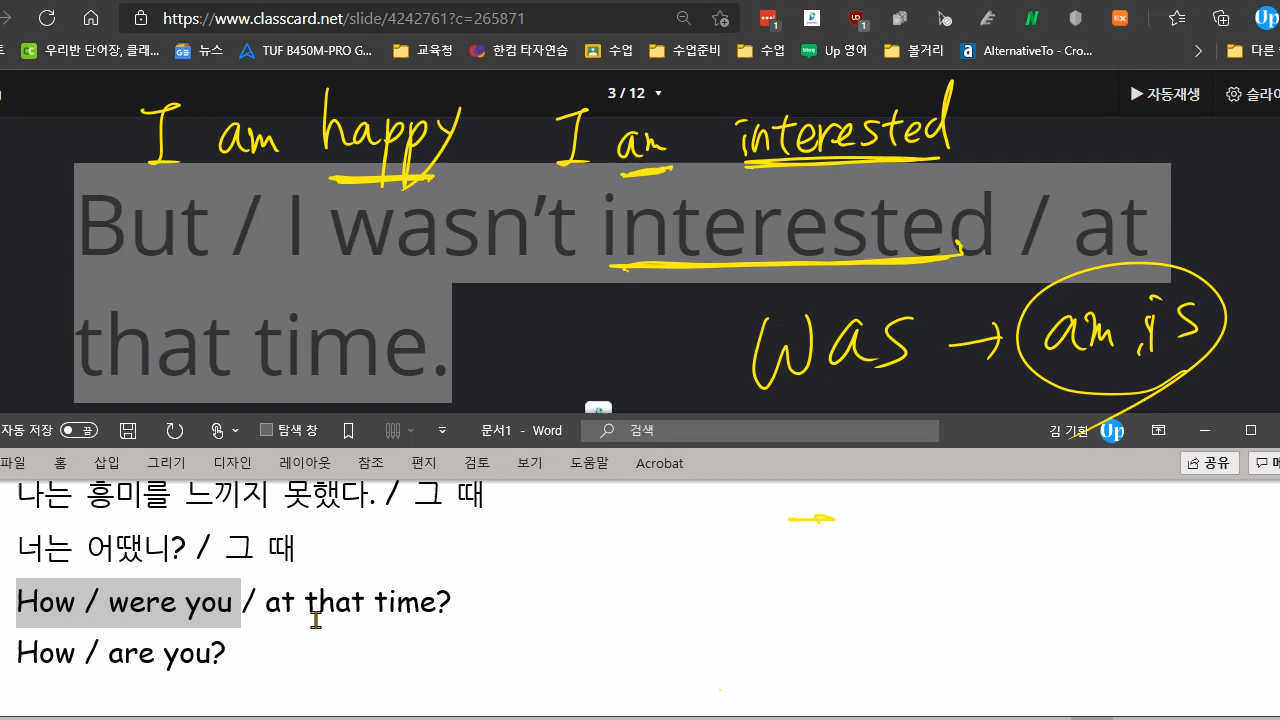 https://www.classcard.net/slide/4242761?c=265871
1
1
Up
우리반 단어장, 클래...
뉴스
TUF B450M-PRO G...
교육청
한컴 타자연습
수업
수업준비
수업
Up 영어
볼거리
AlternativeTo - Cro...
다른
3 / 12
자동재생
슬라이
I am happy I am interested
But / I wasn't interested / at
that time.
was → am, is
자동 저장
끔
탐색 창
문서1 - Word
검색
김 기환
Up
파일 홈 삽입 그리기 디자인 레이아웃 참조 편지 검토 보기 도움말 Acrobat
공유
나는 흥미를 느끼지 못했다. / 그 때
너는 어땠니? / 그 때
How / were you / at that time?
How / are you?